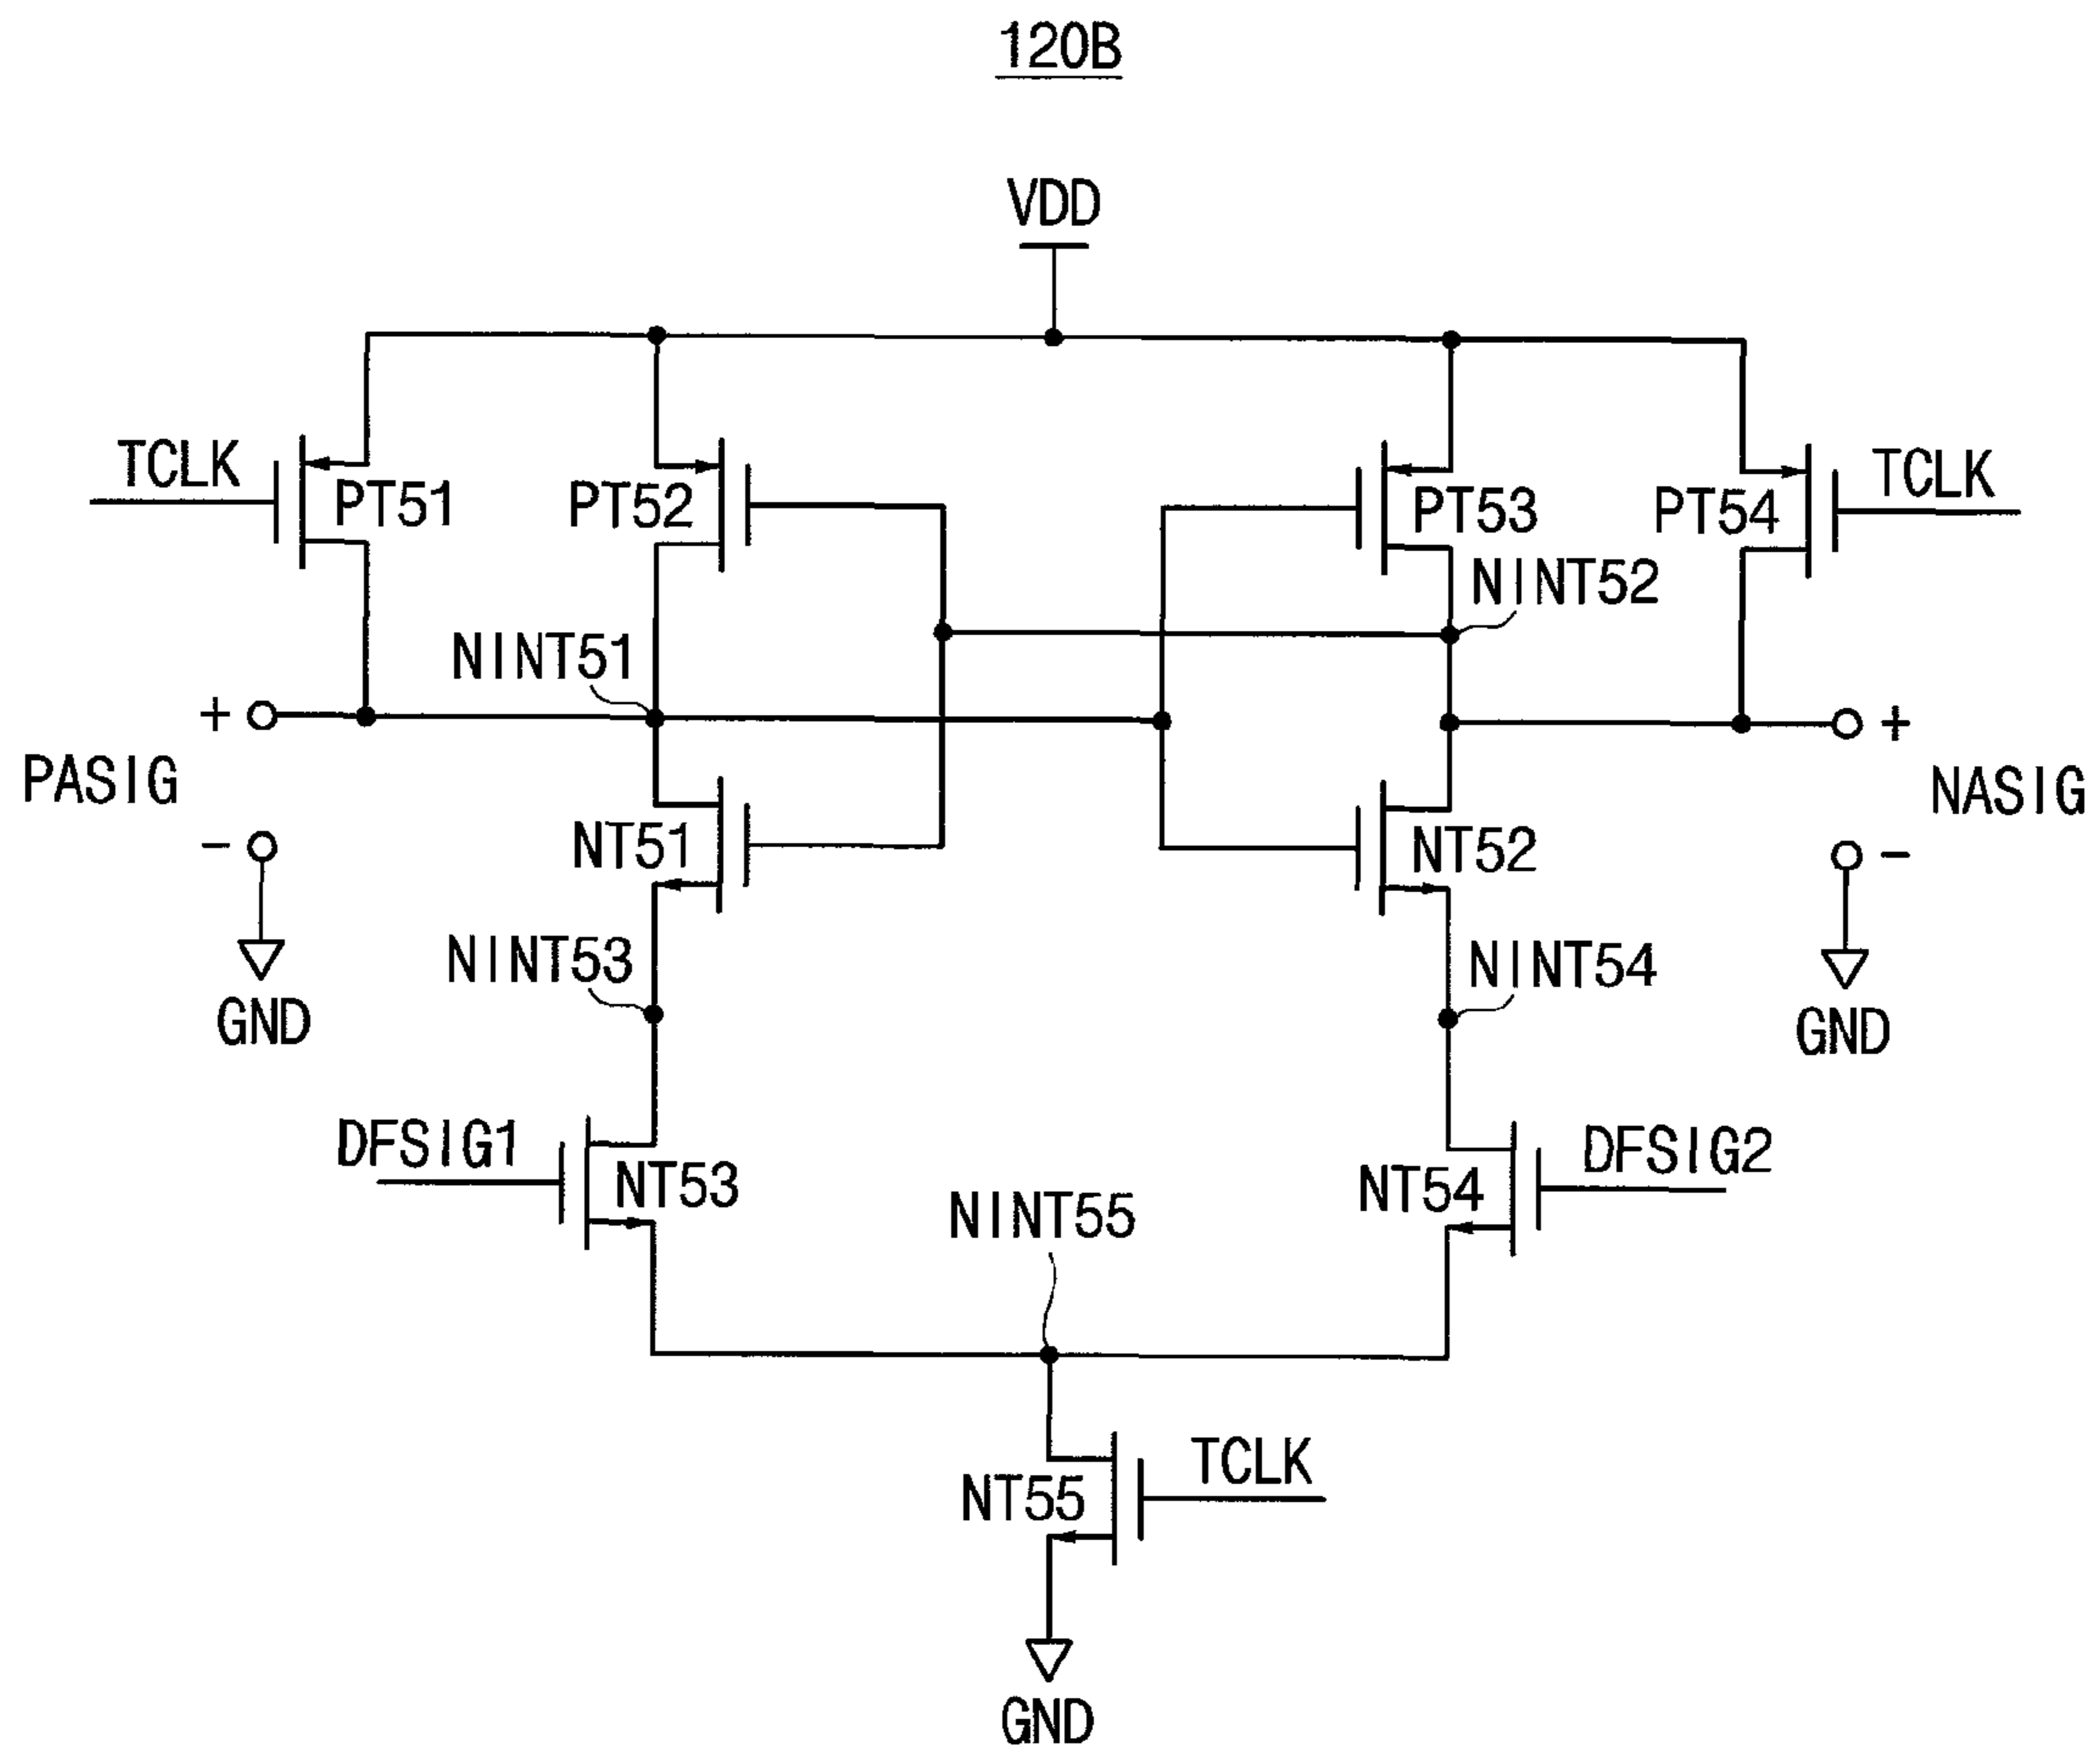 120B
VDD
TCLK
PT51
PT52
PT53
PT54
TCLK
NINT52
NINT51
+
+
PASIG
NASIG
-
-
NT51
NT52
NINT53
NINT54
GND
GND
DFSIG1
DFSIG2
NT53
NT54
NINT55
TCLK
NT55
GND